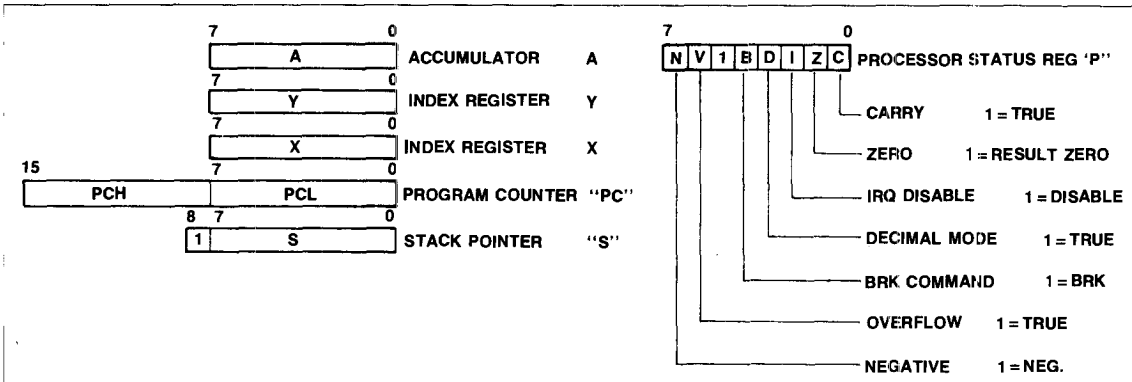 7 0
A ACCUMULATOR A
7 0
Y INDEX REGISTER Y
7 0
X INDEX REGISTER X
15 7 0
PCH PCL PROGRAM COUNTER "PC"
8 7 0
1 S STACK POINTER "S"
7 0
N V 1 B D I Z C PROCESSOR STATUS REG 'P"
CARRY 1 = TRUE
ZERO 1 = RESULT ZERO
IRQ DISABLE 1 = DISABLE
DECIMAL MODE 1 = TRUE
BRK COMMAND 1 = BRK
OVERFLOW 1 = TRUE
NEGATIVE 1 = NEG.